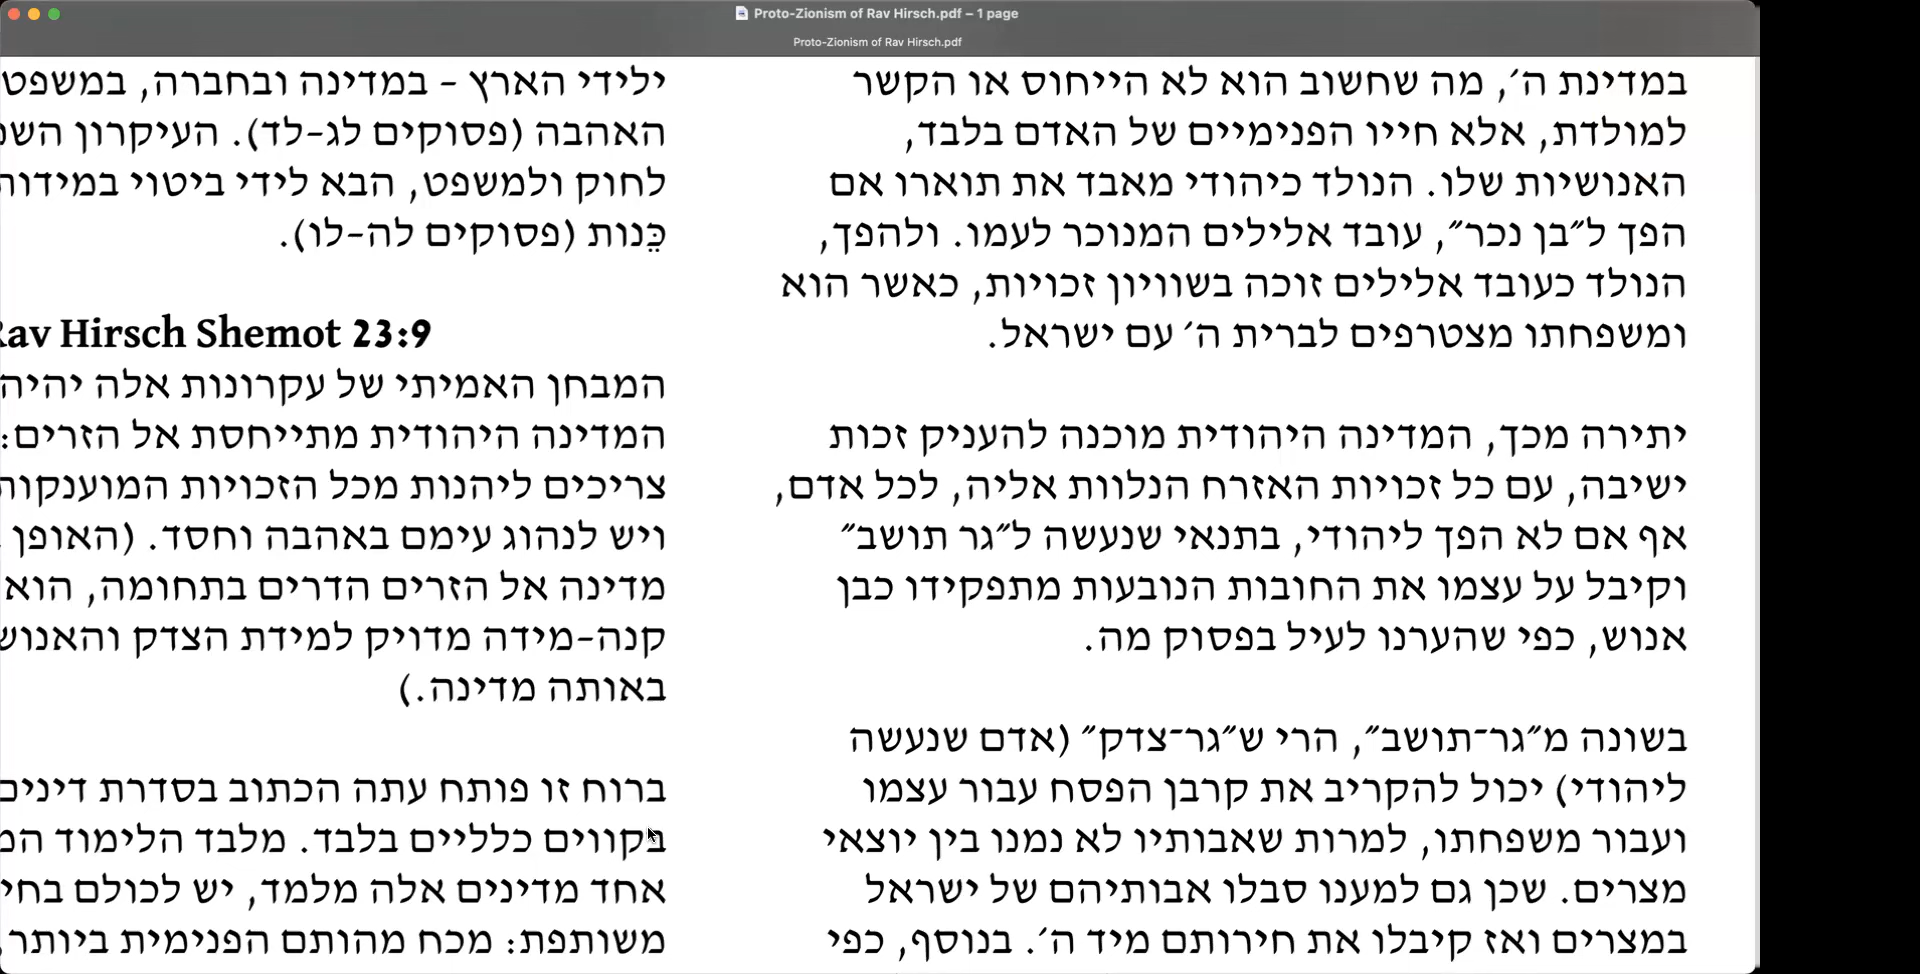 Proto-Zionism of Rav Hirsch.pdf – 1 page
Proto-Zionism of Rav Hirsch.pdf
במדינת ה׳, מה שחשוב הוא לא הייחוס או הקשר
למולדת, אלא חייו הפנימיים של האדם בלבד,
האנושיות שלו. הנולד כיהודי מאבד את תוארו אם
הפך ל״בן נכר״, עובד אלילים המנוכר לעמו. ולהפך,
הנולד כעובד אלילים זוכה בשוויון זכויות, כאשר הוא
ומשפחתו מצטרפים לברית ה׳ עם ישראל.
יתירה מכך, המדינה היהודית מוכנה להעניק זכות
ישיבה, עם כל זכויות האזרח הנלוות אליה, לכל אדם,
אף אם לא הפך ליהודי, בתנאי שנעשה ל״גר תושב״
וקיבל על עצמו את החובות הנובעות מתפקידו כבן
אנוש, כפי שהערנו לעיל בפסוק מה.
בשונה מ״גר־תושב״, הרי ש״גר־צדק״ (אדם שנעשה
ליהודי) יכול להקריב את קרבן הפסח עבור עצמו
ועבור משפחתו, למרות שאבותיו לא נמנו בין יוצאי
מצרים. שכן גם למענו סבלו אבותיהם של ישראל
במצרים ואז קיבלו את חירותם מיד ה׳. בנוסף, כפי
ילידי הארץ - במדינה ובחברה, במשפט
האהבה (פסוקים לג-לד). העיקרון
לחוק ולמשפט, הבא לידי ביטוי
כֵּנות (פסוקים לה-לו).
Rav Hirsch Shemot 23:9
המבחן האמיתי של עקרונות אלה יהיה
המדינה היהודית מתייחסת אל הזרים:
צריכים ליהנות מכל הזכויות
ויש לנהוג עימם באהבה וחסד. (האופן
מדינה אל הזרים הדרים בתחומה, הוא
קנה-מידה מדויק למידת הצדק
באותה מדינה.)
ברוח זו פותח עתה הכתוב בסדרת
בקווים כלליים בלבד. מלבד הלימוד
אחד מדינים אלה מלמד, יש לכולם
משותפת: מכח מהותם הפנימית ביותר,